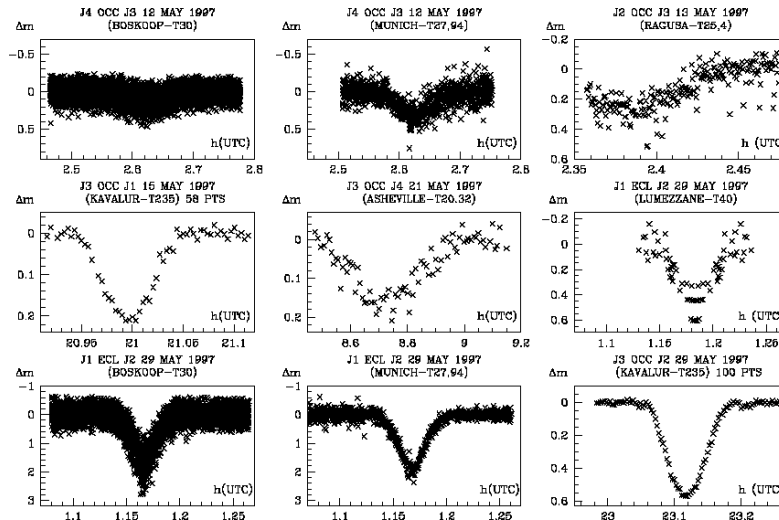 J4 OCC J3 12 MAY 1997
(BOSKOOP-T30)
Δm
-0.5
0
0.5
h(UTC)
2.5 2.6 2.7 2.8
J4 OCC J3 12 MAY 1997
(MUNICH-T27,94)
Δm
-0.5
0
0.5
h(UTC)
2.5 2.6 2.7 2.8
J2 OCC J3 13 MAY 1997
(RAGUSA-T25,4)
Δm
-0.2
0
0.2
0.4
0.6
h (UTC)
2.35 2.4 2.45
J3 OCC J1 15 MAY 1997
(KAVALUR-T235) 58 PTS
Δm
0
0.1
0.2
h(UTC)
20.95 21 21.05 21.1
J3 OCC J4 21 MAY 1997
(ASHEVILLE-T20.32)
Δm
0
0.1
0.2
h(UTC)
8.6 8.8 9 9.2
J1 ECL J2 29 MAY 1997
(LUMEZZANE-T40)
Δm
-0.2
0
0.2
0.4
0.6
h(UTC)
1.1 1.15 1.2 1.25
J1 ECL J2 29 MAY 1997
(BOSKOOP-T30)
Δm
-1
0
1
2
3
h(UTC)
1.1 1.15 1.2 1.25
J1 ECL J2 29 MAY 1997
(MUNICH-T27,94)
Δm
-1
0
1
2
3
h(UTC)
1.1 1.15 1.2 1.25
J3 OCC J2 29 MAY 1997
(KAVALUR-T235) 100 PTS
Δm
0
0.2
0.4
0.6
h(UTC)
23 23.1 23.2